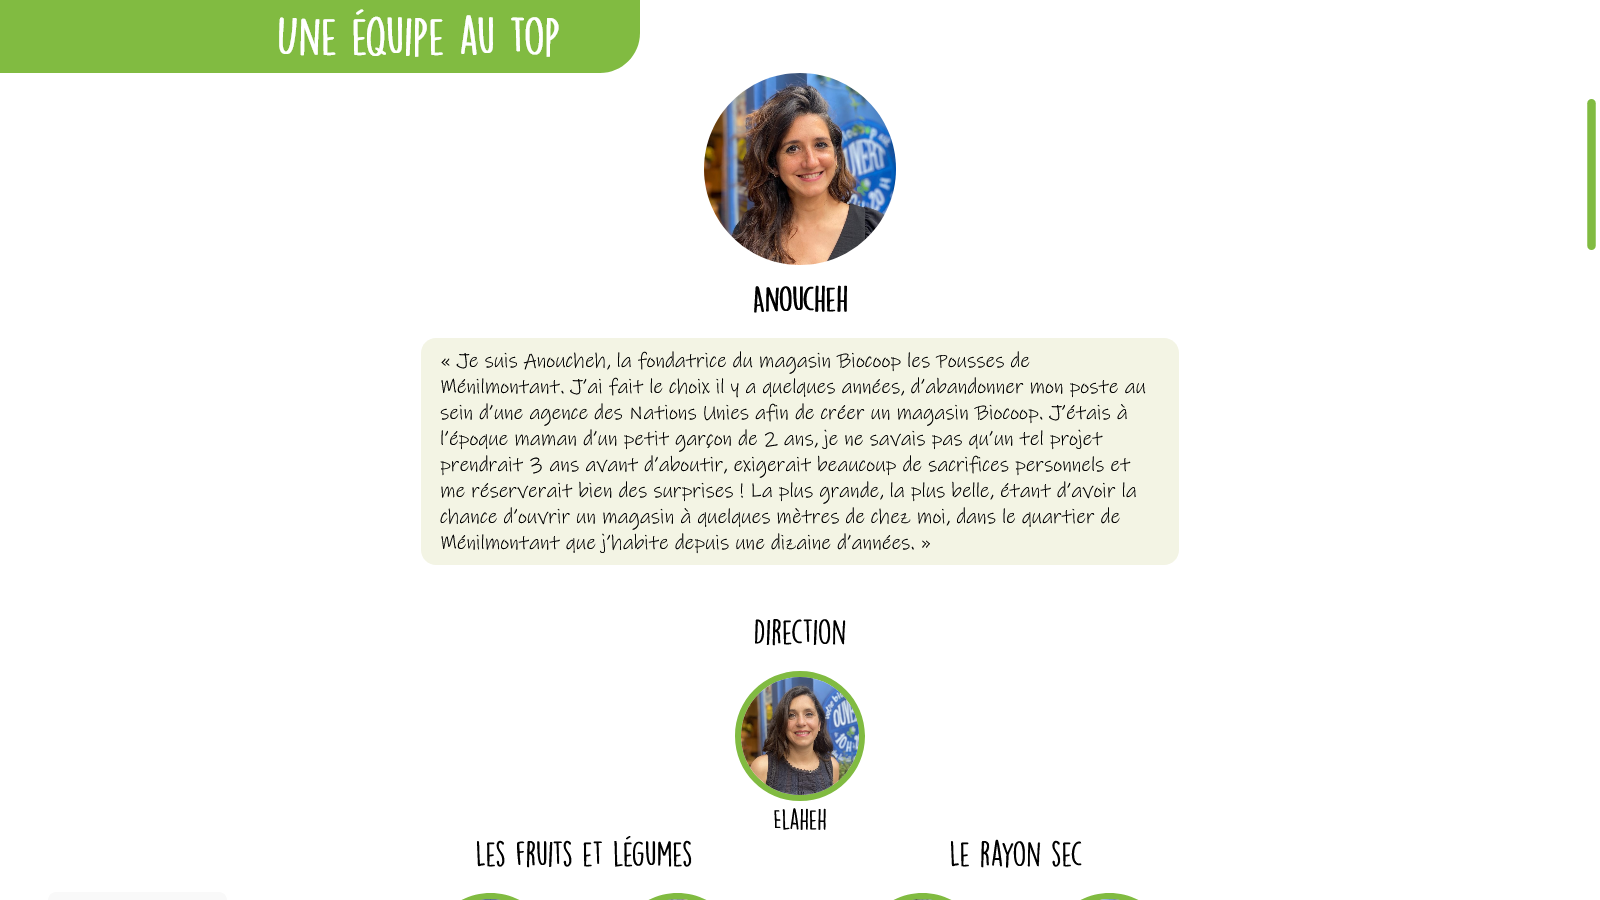 UNE ÉQUIPE AU TOP
OUVERT
ANOUCHEH
« Je suis Anoucheh, la fondatrice du magasin Biocoop les Pousses de
Ménilmontant. J'ai fait le choix il y a quelques années, d'abandonner mon poste au
sein d'une agence des Nations Unies afin de créer un magasin Biocoop. J'étais à
l'époque maman d'un petit garçon de 2 ans, je ne savais pas qu'un tel projet
prendrait 3 ans avant d'aboutir, exigerait beaucoup de sacrifices personnels et
me réserverait bien des surprises ! La plus grande, la plus belle, étant d'avoir la
chance d'ouvrir un magasin à quelques mètres de chez moi, dans le quartier de
Ménilmontant que j'habite depuis une dizaine d'années. »
DIRECTION
ELAHEH
LES FRUITS ET LÉGUMES
LE RAYON SEC